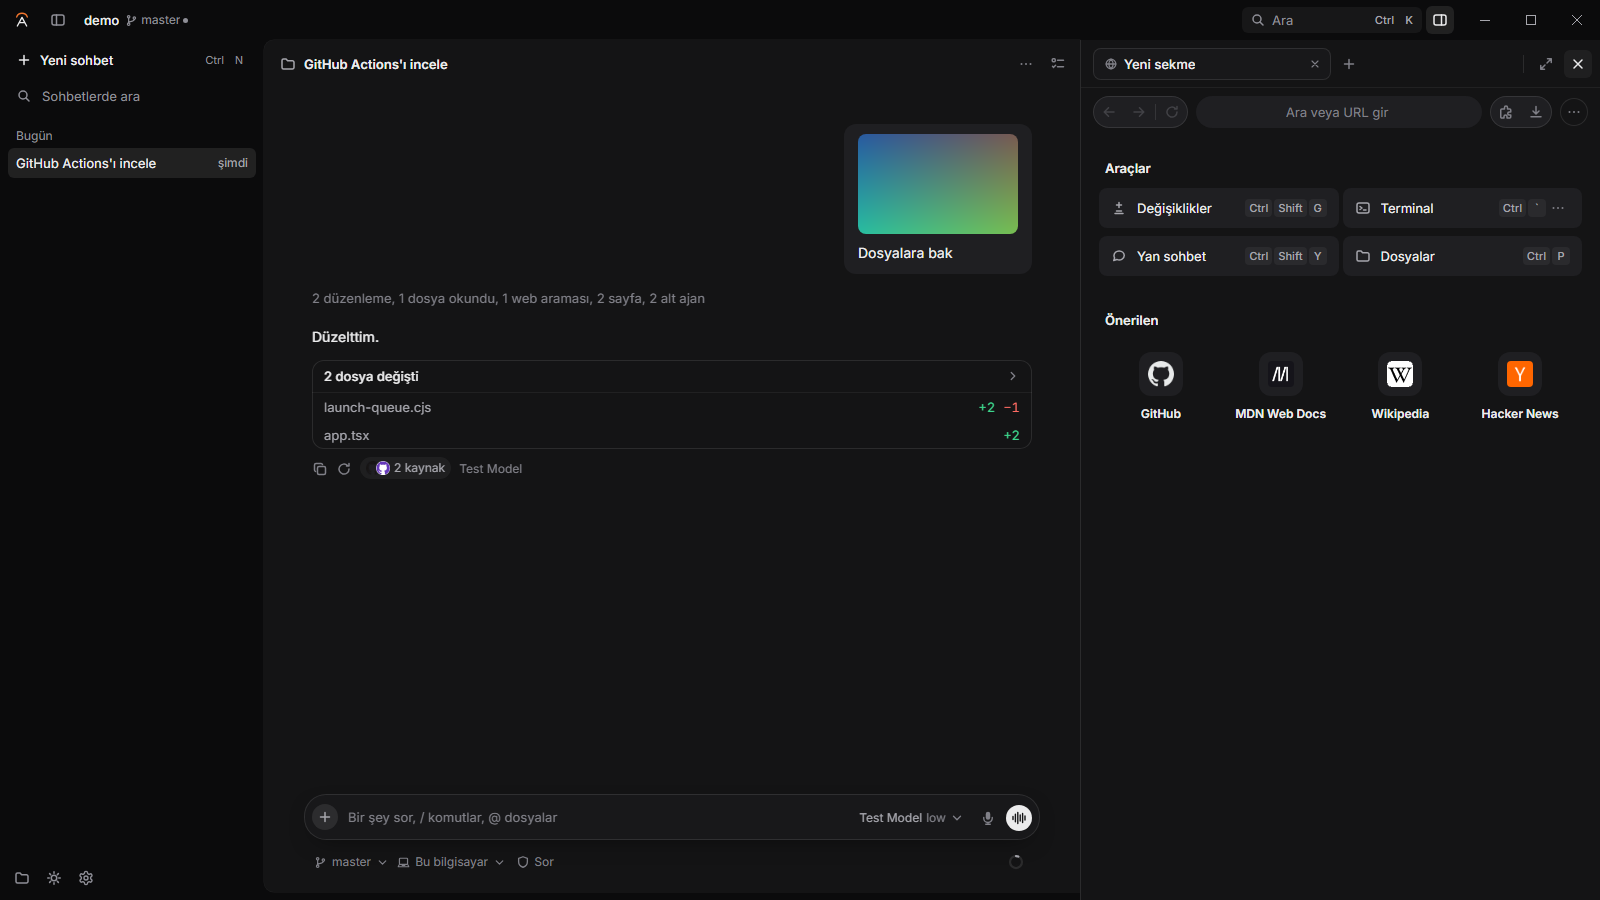 demo master
Ara Ctrl K
Yeni sohbet Ctrl N
Sohbetlerde ara
Bugün
GitHub Actions'ı incele şimdi
GitHub Actions'ı incele
Dosyalara bak
2 düzenleme, 1 dosya okundu, 1 web araması, 2 sayfa, 2 alt ajan
Düzelttim.
2 dosya değişti
launch-queue.cjs +2 −1
app.tsx +2
2 kaynak Test Model
Bir şey sor, / komutlar, @ dosyalar Test Model low
master Bu bilgisayar Sor
Yeni sekme
Ara veya URL gir
Araçlar
Değişiklikler Ctrl Shift G
Terminal Ctrl `
Yan sohbet Ctrl Shift Y
Dosyalar Ctrl P
Önerilen
W Y
GitHub MDN Web Docs Wikipedia Hacker News